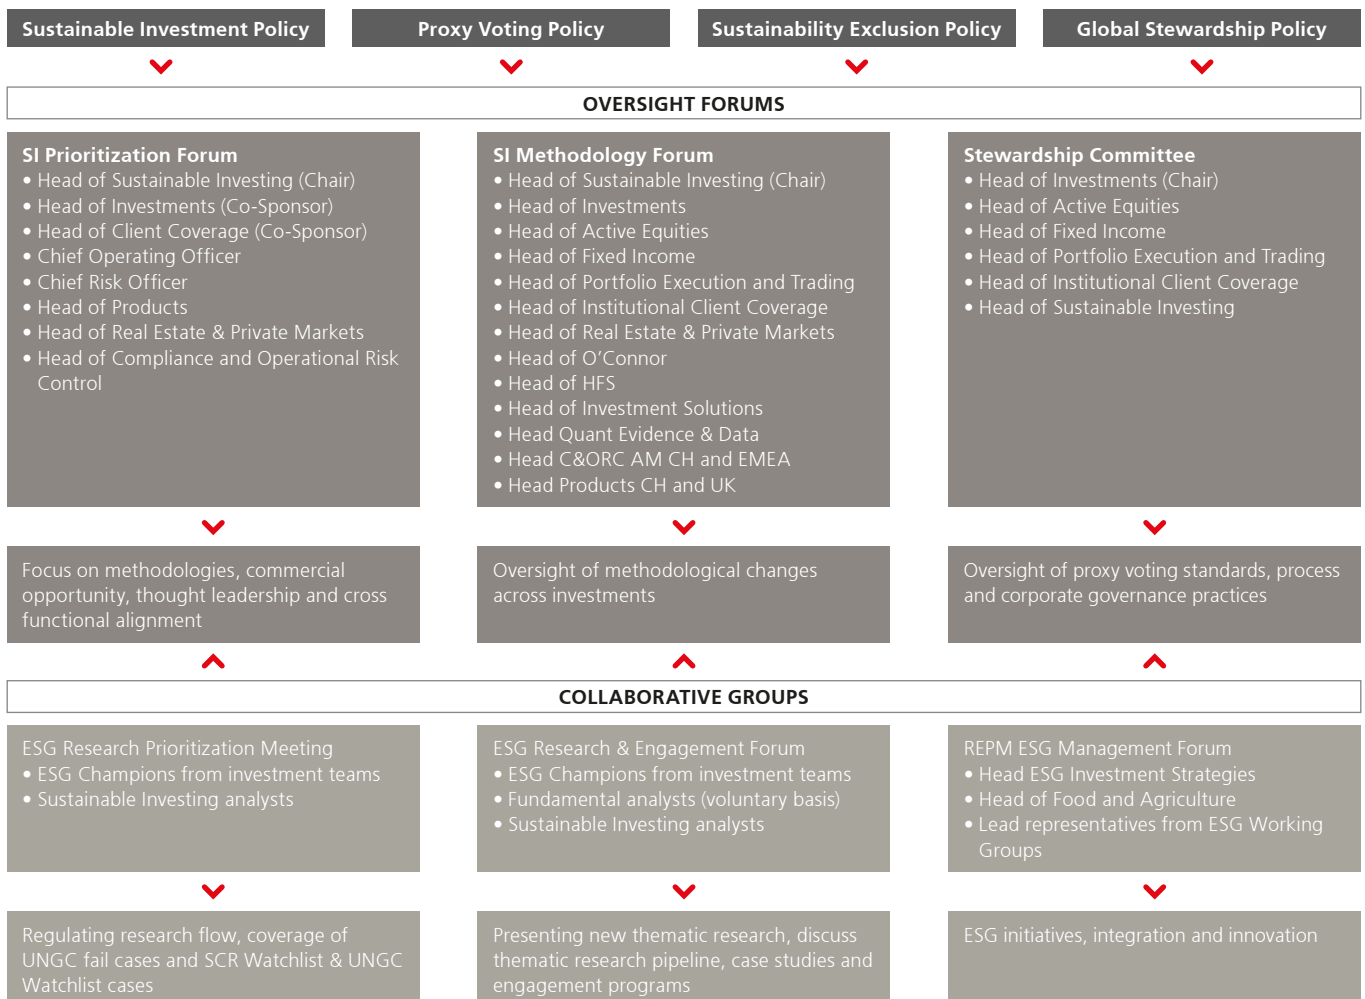 Sustainable Investment Policy
Proxy Voting Policy
Sustainability Exclusion Policy
Global Stewardship Policy
OVERSIGHT FORUMS
SI Prioritization Forum
• Head of Sustainable Investing (Chair)
• Head of Investments (Co-Sponsor)
• Head of Client Coverage (Co-Sponsor)
• Chief Operating Officer
• Chief Risk Officer
• Head of Products
• Head of Real Estate & Private Markets
• Head of Compliance and Operational Risk
Control
SI Methodology Forum
• Head of Sustainable Investing (Chair)
• Head of Investments
• Head of Active Equities
• Head of Fixed Income
• Head of Portfolio Execution and Trading
• Head of Institutional Client Coverage
• Head of Real Estate & Private Markets
• Head of O’Connor
• Head of HFS
• Head of Investment Solutions
• Head Quant Evidence & Data
• Head C&ORC AM CH and EMEA
• Head Products CH and UK
Stewardship Committee
• Head of Investments (Chair)
• Head of Active Equities
• Head of Fixed Income
• Head of Portfolio Execution and Trading
• Head of Institutional Client Coverage
• Head of Sustainable Investing
Focus on methodologies, commercial
opportunity, thought leadership and cross
functional alignment
Oversight of methodological changes
across investments
Oversight of proxy voting standards, process
and corporate governance practices
COLLABORATIVE GROUPS
ESG Research Prioritization Meeting
• ESG Champions from investment teams
• Sustainable Investing analysts
ESG Research & Engagement Forum
• ESG Champions from investment teams
• Fundamental analysts (voluntary basis)
• Sustainable Investing analysts
REPM ESG Management Forum
• Head ESG Investment Strategies
• Head of Food and Agriculture
• Lead representatives from ESG Working
Groups
Regulating research flow, coverage of
UNGC fail cases and SCR Watchlist & UNGC
Watchlist cases
Presenting new thematic research, discuss
thematic research pipeline, case studies and
engagement programs
ESG initiatives, integration and innovation